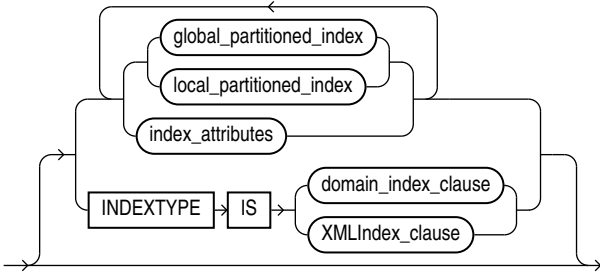 global_partitioned_index
local_partitioned_index
index_attributes
domain_index_clause
INDEXTYPE IS
XMLIndex_clause